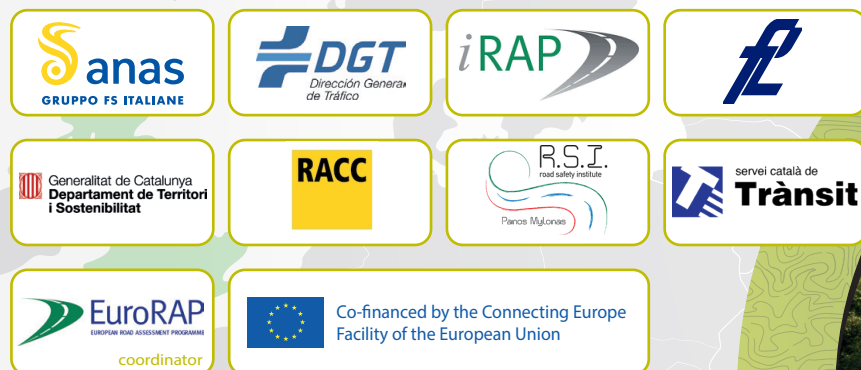 anas
GRUPPO FS ITALIANE
DGT
Dirección General
de Tráfico
iRAP
Generalitat de Catalunya
Departament de Territori
i Sostenibilitat
RACC
R.S.I.
road safety institute
Panos Mylonas
servei català de
Trànsit
EuroRAP
EUROPEAN ROAD ASSESSMENT PROGRAMME
coordinator
Co-financed by the Connecting Europe
Facility of the European Union